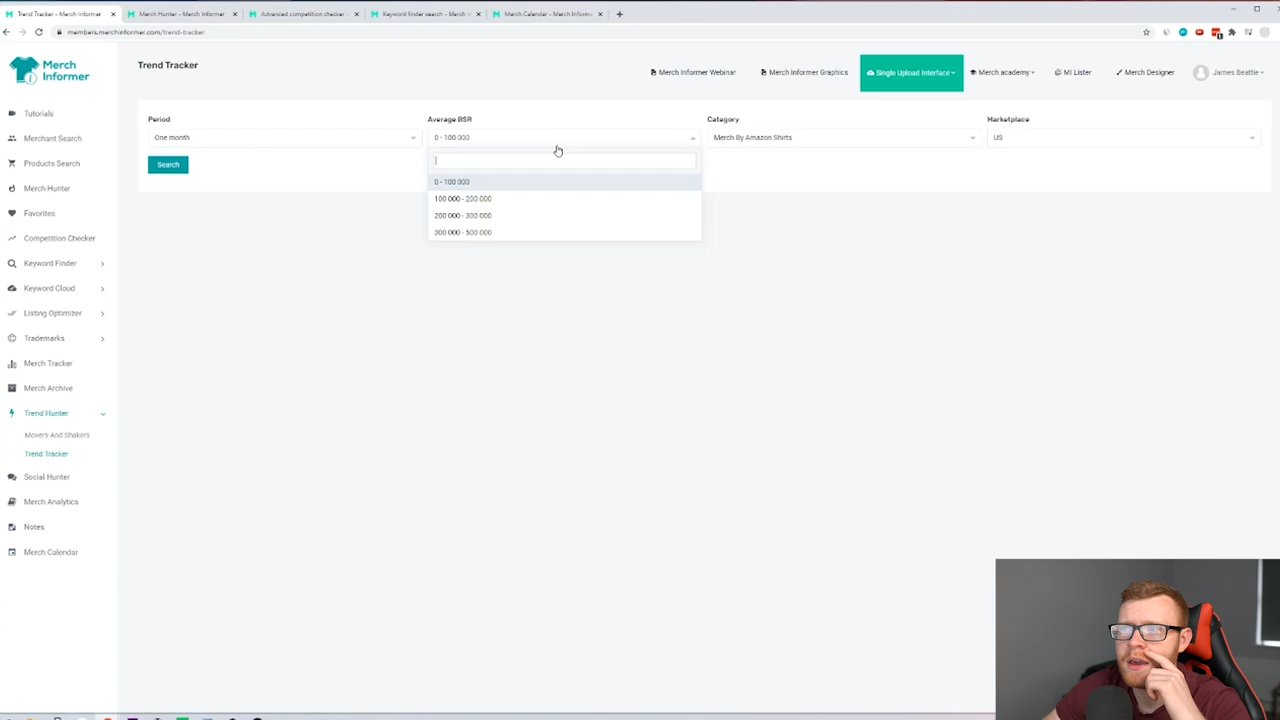 Trend Tracker - Merch Informer
Merch Hunter - Merch Informer
Advanced competition checker -
Keyword finder search - Merch In
Merch Calendar - Merch Inform
members.merchinformer.com/trend-tracker
Merch Informer
Trend Tracker
Merch Informer Webinar
Merch Informer Graphics
Single Upload Interface
Merch academy
MI Lister
Merch Designer
James Beattie
Tutorials
Merchant Search
Products Search
Merch Hunter
Favorites
Competition Checker
Keyword Finder
Keyword Cloud
Listing Optimizer
Trademarks
Merch Tracker
Merch Archive
Trend Hunter
Movers And Shakers
Trend Tracker
Social Hunter
Merch Analytics
Notes
Merch Calendar
Period
One month
Search
Average BSR
0 - 100 000
0 - 100 000
100 000 - 200 000
200 000 - 300 000
300 000 - 500 000
Category
Merch By Amazon Shirts
Marketplace
US